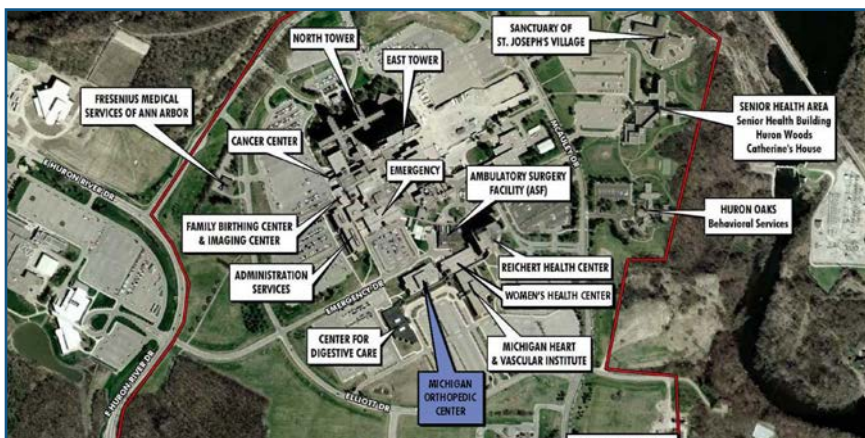 NORTH TOWER
EAST TOWER
SANCTUARY OF
ST. JOSEPH'S VILLAGE
FRESENIUS MEDICAL
SERVICES OF ANN ARBOR
SENIOR HEALTH AREA
Senior Health Building
Huron Woods
Catherine's House
MCAULEY DR
CANCER CENTER
EMERGENCY
AMBULATORY SURGERY
FACILITY (ASF)
E HURON RIVER DR
FAMILY BIRTHING CENTER
& IMAGING CENTER
HURON OAKS
Behavioral Services
ADMINISTRATION
SERVICES
REICHERT HEALTH CENTER
EMERGENCY DR
WOMEN'S HEALTH CENTER
CENTER FOR
DIGESTIVE CARE
MICHIGAN HEART
& VASCULAR INSTITUTE
MICHIGAN
ORTHOPEDIC
CENTER
E HURON RIVER DR
ELLIOTT DR